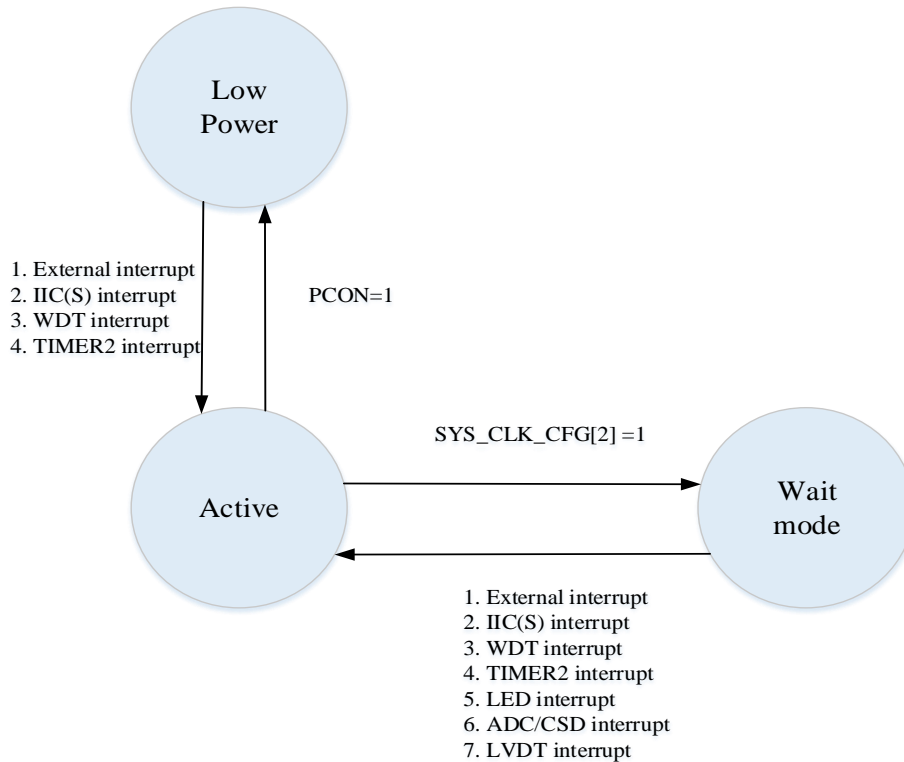 Low
Power
1. External interrupt
2. IIC(S) interrupt
3. WDT interrupt
4. TIMER2 interrupt
PCON=1
SYS_CLK_CFG[2] =1
Active
Wait
mode
1. External interrupt
2. IIC(S) interrupt
3. WDT interrupt
4. TIMER2 interrupt
5. LED interrupt
6. ADC/CSD interrupt
7. LVDT interrupt